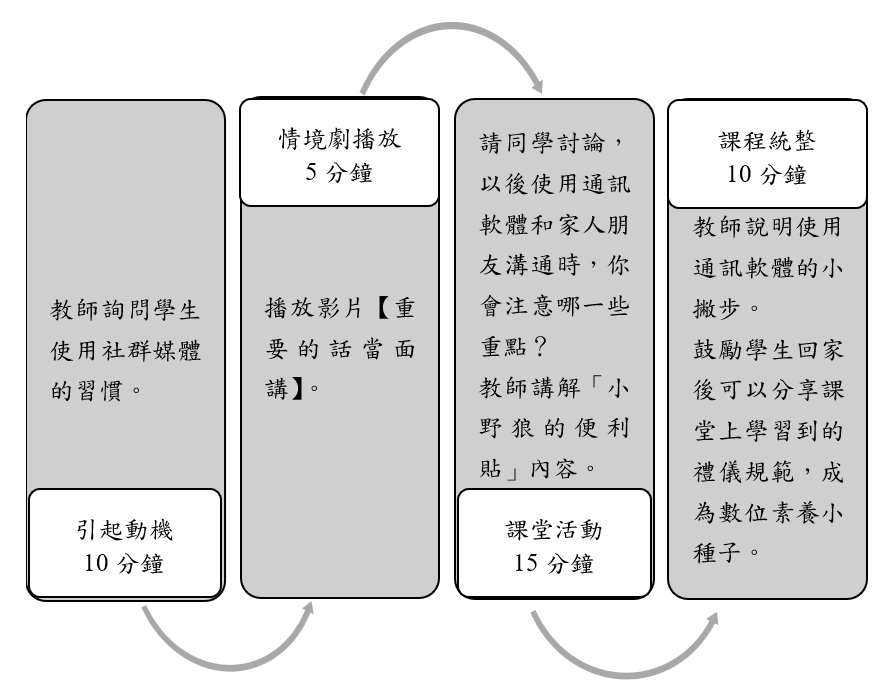 教師詢問學生
使用社群媒體
的習慣。
引起動機
10 分鐘
情境劇播放
5 分鐘
播放影片【重
要的話當面
講】。
請同學討論，
以後使用通訊
軟體和家人朋
友溝通時，你
會注意哪一些
重點？
教師講解「小
野狼的便利
貼」內容。
課堂活動
15 分鐘
課程統整
10 分鐘
教師說明使用
通訊軟體的小
撇步。
鼓勵學生回家
後可以分享課
堂上學習到的
禮儀規範，成
為數位素養小
種子。